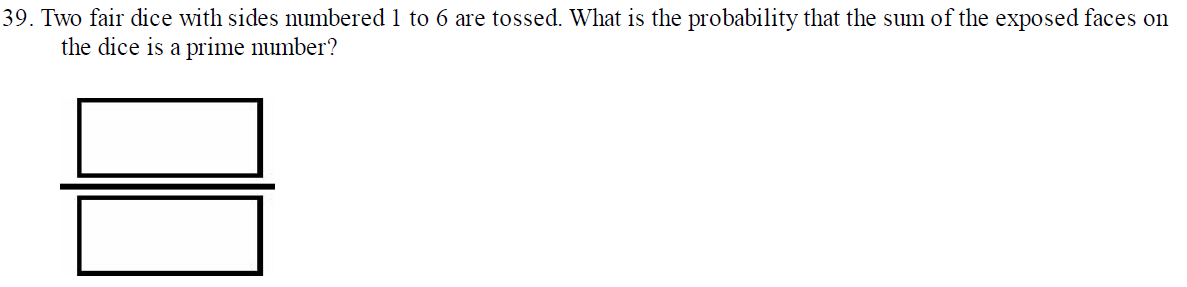 39. Two fair dice with sides numbered 1 to 6 are tossed. What is the probability that the sum of the exposed faces on
the dice is a prime number?